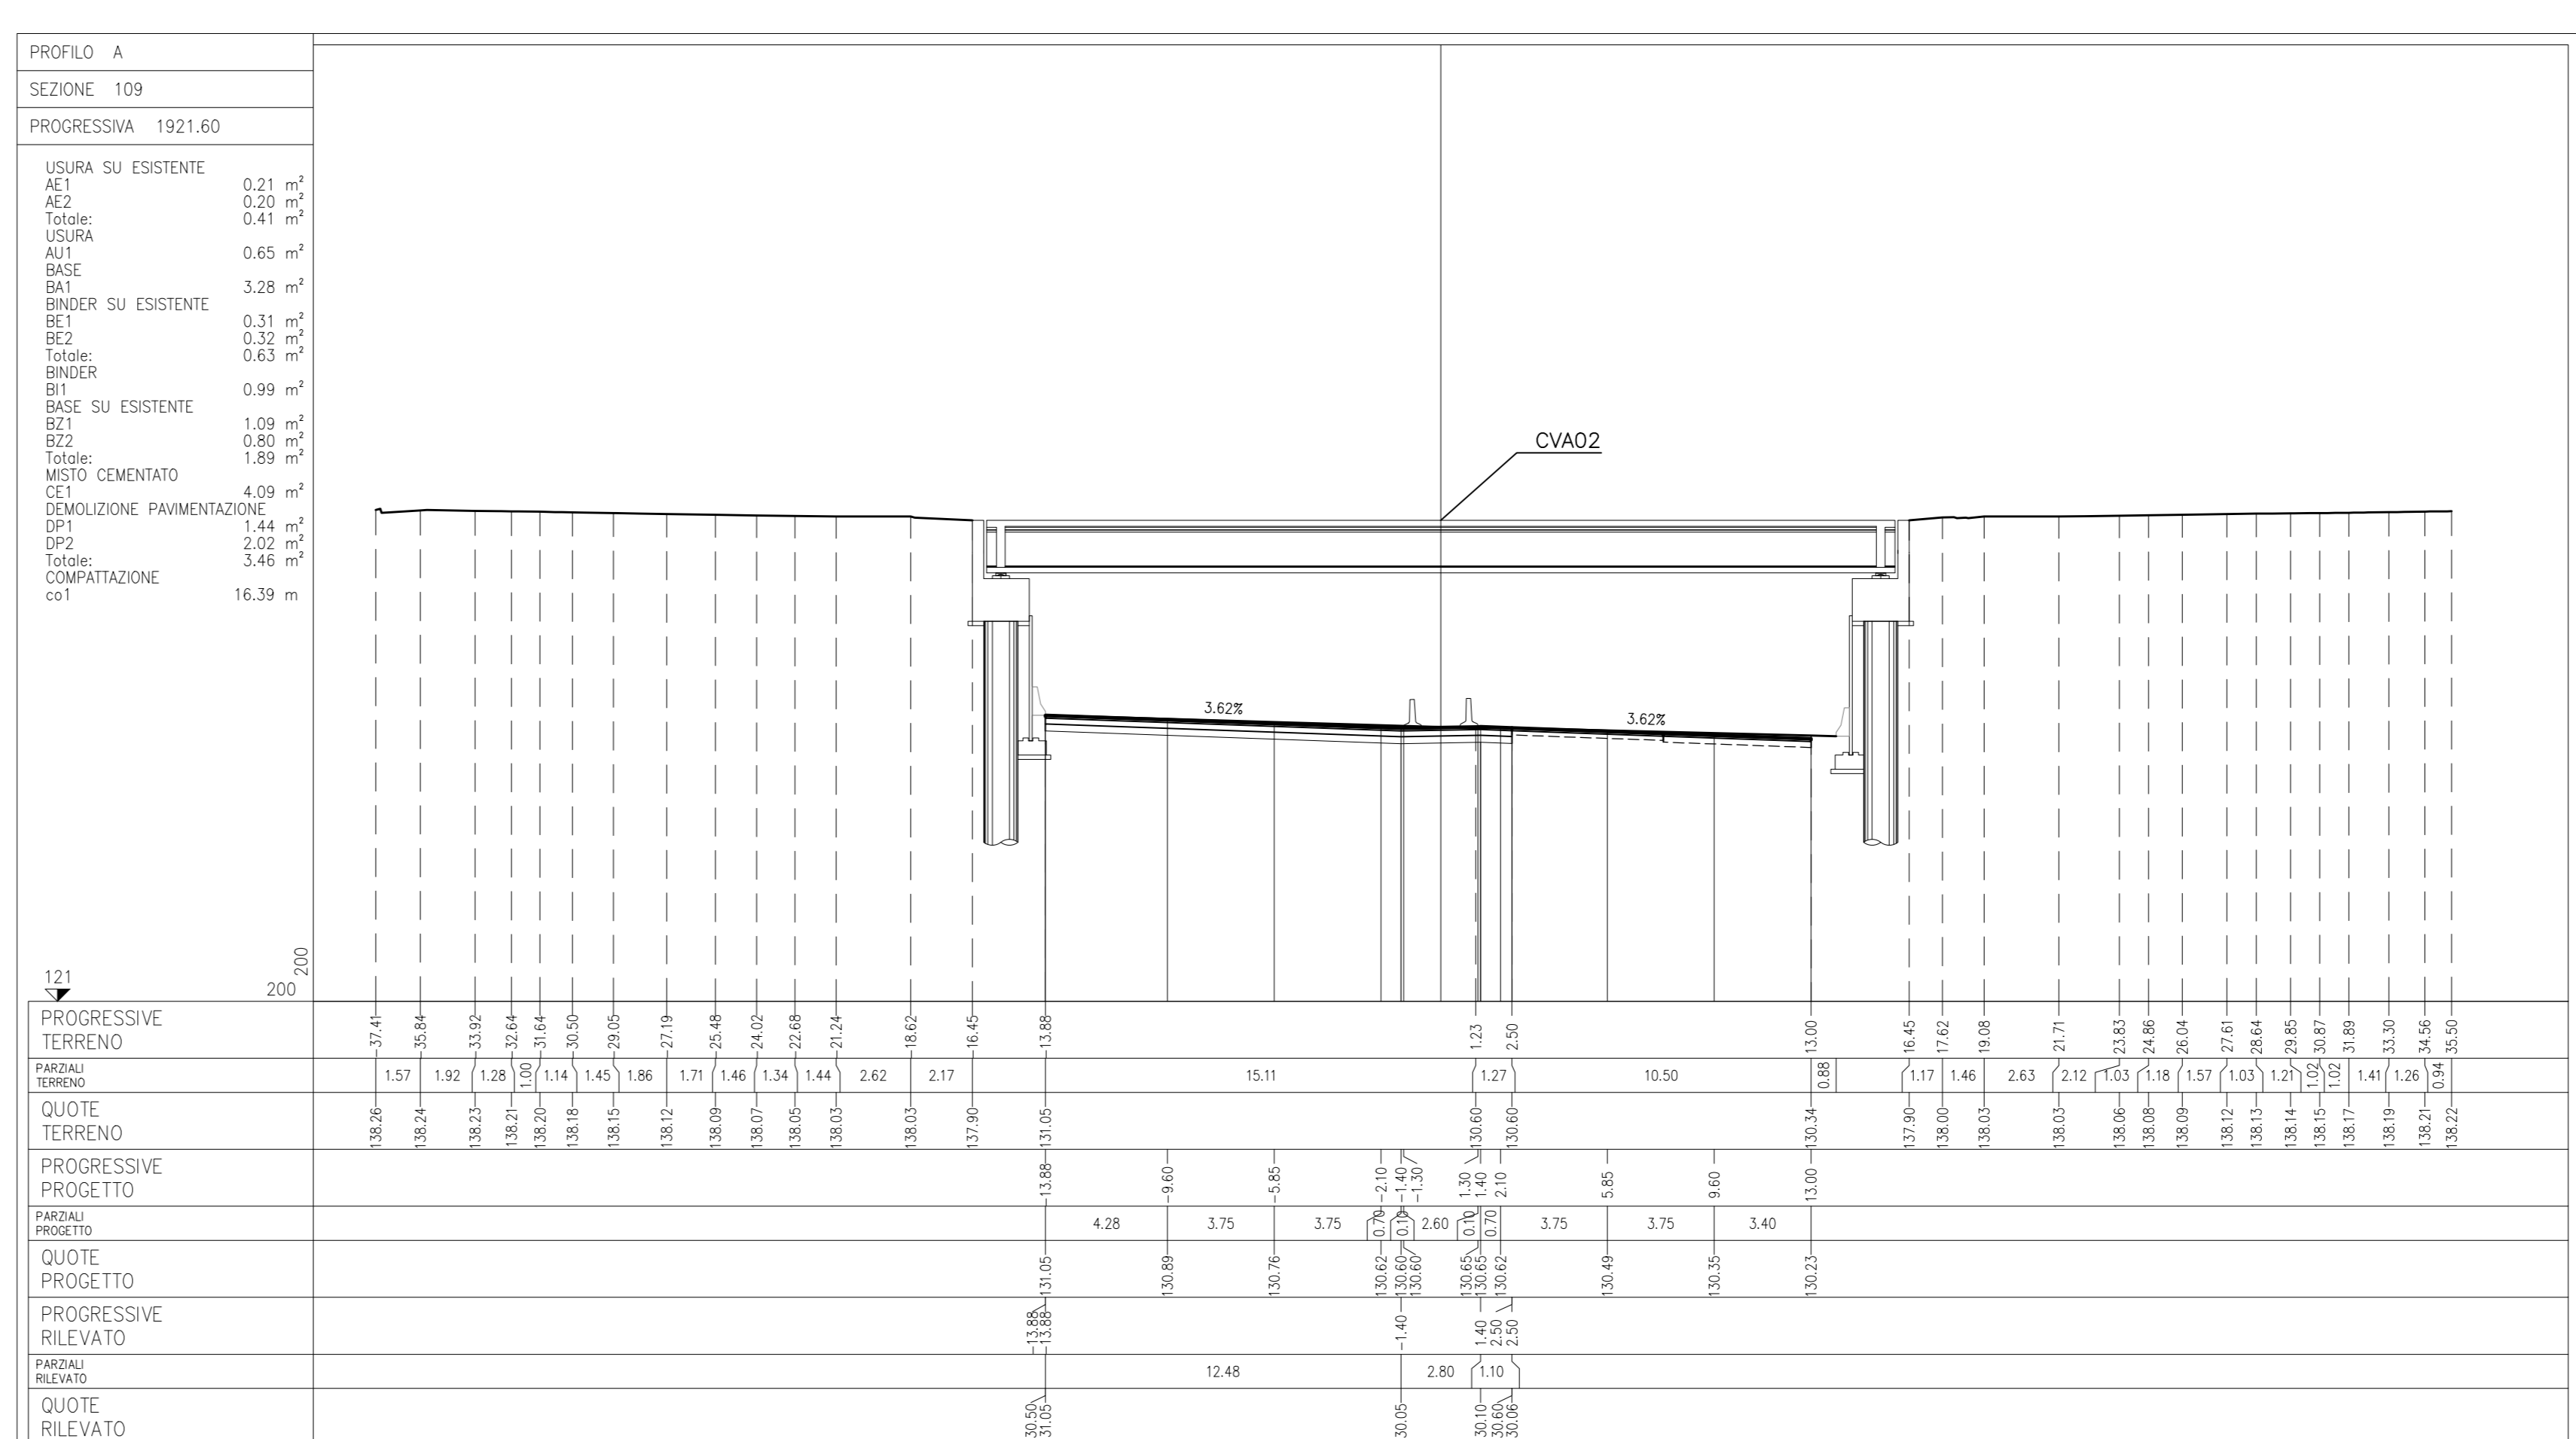 PROFILO A
SEZIONE 109
PROGRESSIVA 1921.60
USURA SU ESISTENTE
AE1 0.21 m²
AE2 0.20 m²
Totale: 0.41 m²
USURA
AU1 0.65 m²
BASE
BA1 3.28 m²
BINDER SU ESISTENTE
BE1 0.31 m²
BE2 0.32 m²
Totale: 0.63 m²
BINDER
BI1 0.99 m²
BASE SU ESISTENTE
BZ1 1.09 m²
BZ2 0.80 m²
Totale: 1.89 m²
MISTO CEMENTATO
CE1 4.09 m²
DEMOLIZIONE PAVIMENTAZIONE
DP1 1.44 m²
DP2 2.02 m²
Totale: 3.46 m²
COMPATTAZIONE
co1 16.39 m
CVA02
3.62%
3.62%
121
200
200
PROGRESSIVE
TERRENO
-37.41 -35.84 -33.92 -32.64 -31.64 -30.50 -29.05 -27.19 -25.48 -24.02 -22.68 -21.24 -18.62 -16.45 -13.88 1.23 2.50 13.00 16.45 17.62 19.08 21.71 23.83 24.86 26.04 27.61 28.64 29.85 30.87 31.89 33.30 34.56 35.50
PARZIALI
TERRENO
1.57 1.92 1.28 1.00 1.14 1.45 1.86 1.71 1.46 1.34 1.44 2.62 2.17 15.11 1.27 10.50 0.88 1.17 1.46 2.63 2.12 1.03 1.18 1.57 1.03 1.21 1.02 1.02 1.41 1.26 0.94
QUOTE
TERRENO
138.26 138.24 138.23 138.21 138.20 138.18 138.15 138.12 138.09 138.07 138.05 138.03 138.03 137.90 131.05 130.60 130.60 130.34 137.90 138.00 138.03 138.03 138.06 138.08 138.09 138.12 138.13 138.14 138.15 138.17 138.19 138.21 138.22
PROGRESSIVE
PROGETTO
-13.88 -9.60 -5.85 -2.10 -1.40 -1.30 1.30 1.40 2.10 5.85 9.60 13.00
PARZIALI
PROGETTO
4.28 3.75 3.75 0.70 0.10 2.60 0.10 0.70 3.75 3.75 3.40
QUOTE
PROGETTO
131.05 130.89 130.76 130.62 130.60 130.60 130.65 130.65 130.62 130.49 130.35 130.23
PROGRESSIVE
RILEVATO
-13.88 -13.88 -1.40 1.40 2.50 2.50
PARZIALI
RILEVATO
12.48 2.80 1.10
QUOTE
RILEVATO
30.50 31.05 30.05 30.10 30.60 30.06